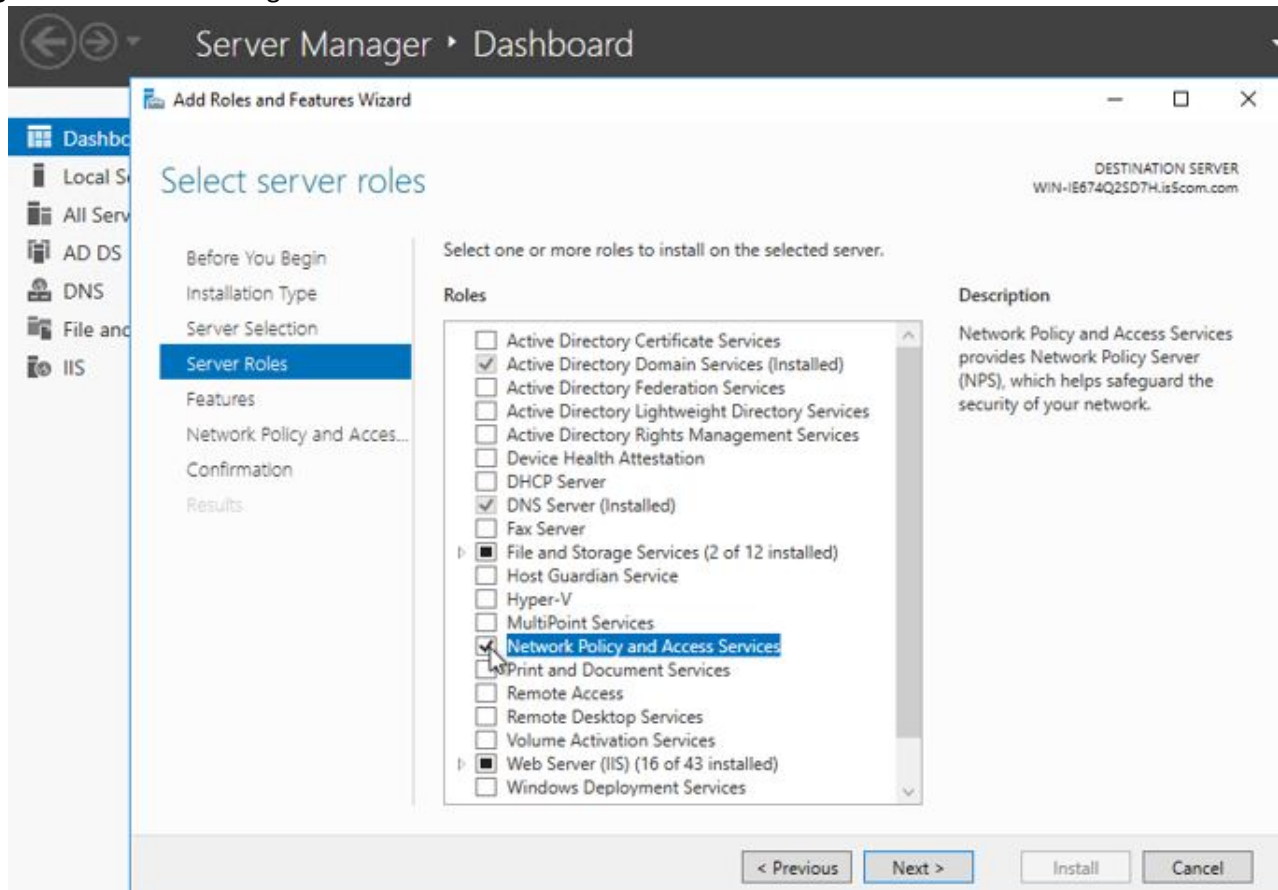 Server Manager ‣ Dashboard
Add Roles and Features Wizard
Dashbo
Local Se
All Serv
AD DS
DNS
File and
IIS
Select server roles
DESTINATION SERVER
WIN-IE674Q2SD7H.is5com.com
Before You Begin
Installation Type
Server Selection
Server Roles
Features
Network Policy and Acces...
Confirmation
Results
Select one or more roles to install on the selected server.
Roles
Active Directory Certificate Services
Active Directory Domain Services (Installed)
Active Directory Federation Services
Active Directory Lightweight Directory Services
Active Directory Rights Management Services
Device Health Attestation
DHCP Server
DNS Server (Installed)
Fax Server
File and Storage Services (2 of 12 installed)
Host Guardian Service
Hyper-V
MultiPoint Services
Network Policy and Access Services
Print and Document Services
Remote Access
Remote Desktop Services
Volume Activation Services
Web Server (IIS) (16 of 43 installed)
Windows Deployment Services
Description
Network Policy and Access Services
provides Network Policy Server
(NPS), which helps safeguard the
security of your network.
< Previous
Next >
Install
Cancel